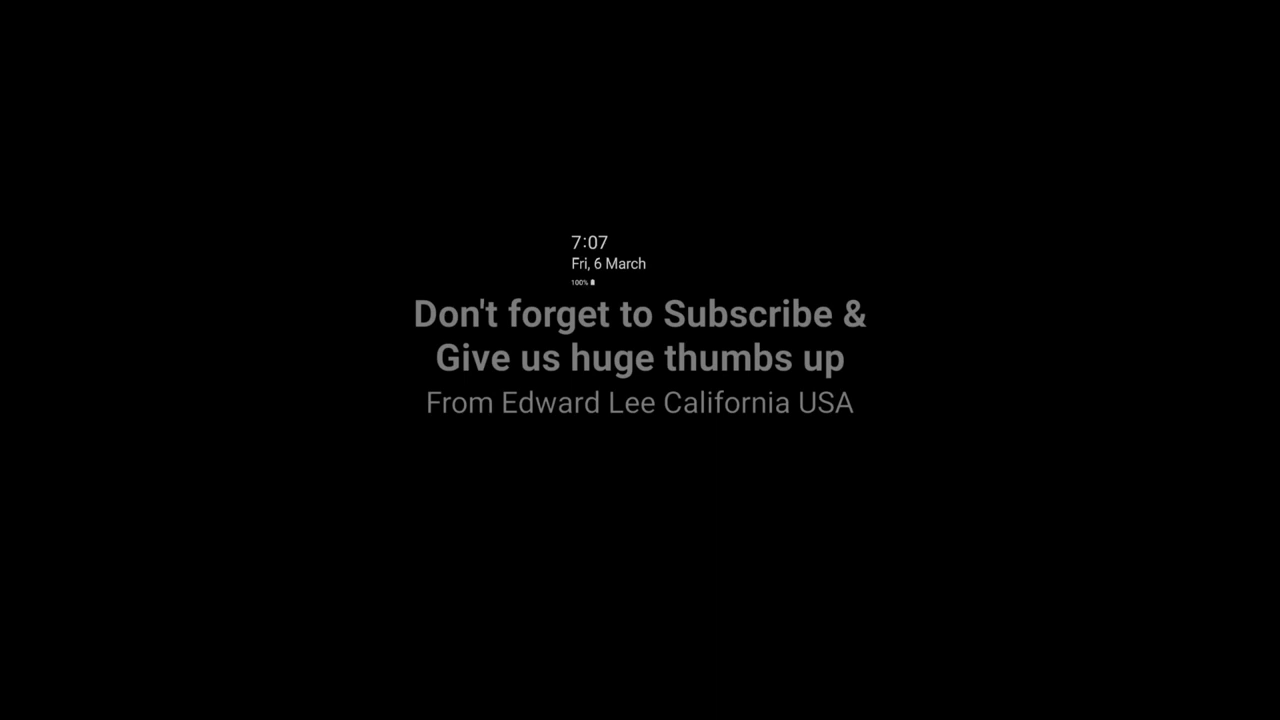 7:07
Fri, 6 March
100%
Don't forget to Subscribe &
Give us huge thumbs up
From Edward Lee California USA